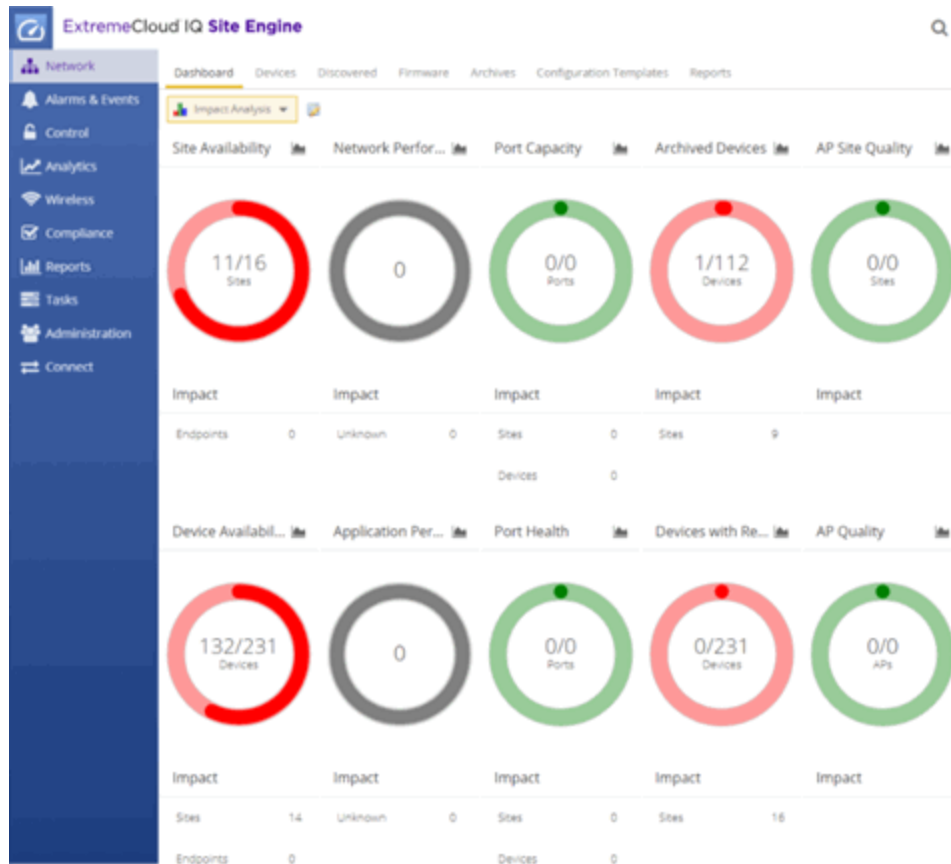 ExtremeCloud IQ Site Engine
Network
Alarms & Events
Control
Analytics
Wireless
Compliance
Reports
Tasks
Administration
Connect
Dashboard Devices Discovered Firmware Archives Configuration Templates Reports
Impact Analysis
Site Availability Network Perfor... Port Capacity Archived Devices AP Site Quality
11/16 0 0/0 1/112 0/0
Sites Ports Devices Sites
Impact Impact Impact Impact Impact
Endpoints 0 Unknown 0 Sites 0 Sites 9
Devices 0
Device Availabil... Application Per... Port Health Devices with Re... AP Quality
132/231 0 0/0 0/231 0/0
Devices Ports Devices APs
Impact Impact Impact Impact Impact
Sites 14 Unknown 0 Sites 0 Sites 16
Endpoints 0 Devices 0